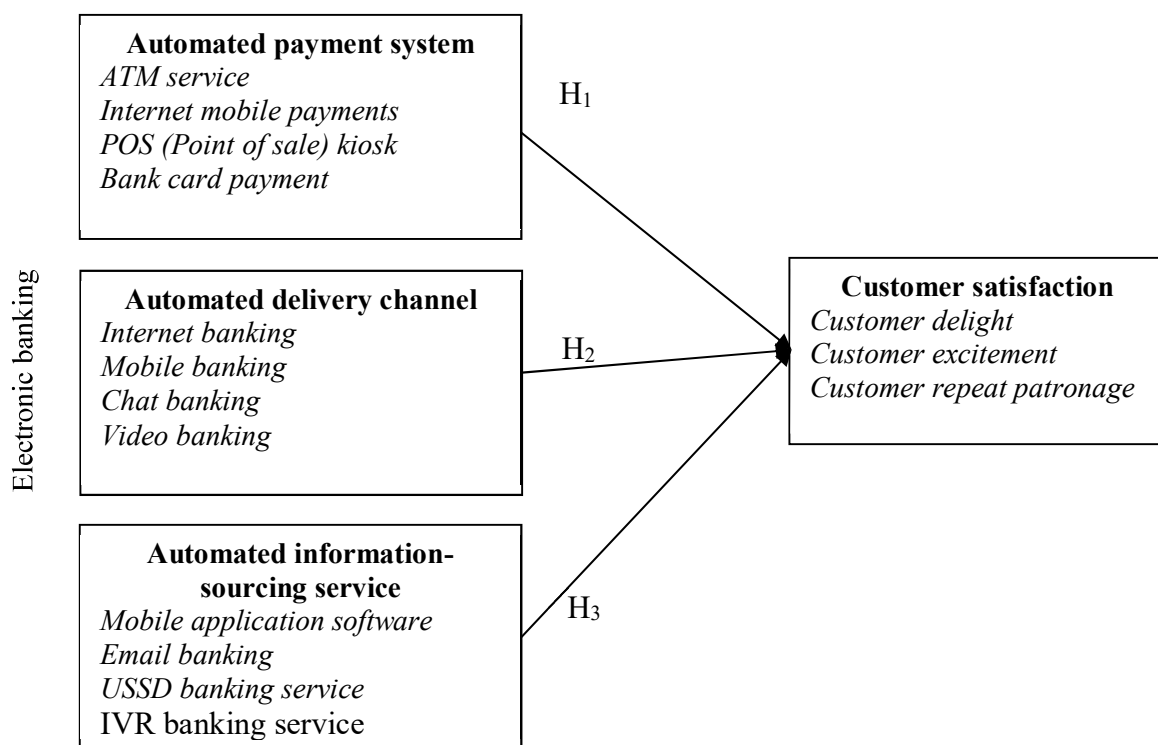 Electronic banking
Automated payment system
ATM service
Internet mobile payments
POS (Point of sale) kiosk
Bank card payment
H₁
Automated delivery channel
Internet banking
Mobile banking
Chat banking
Video banking
H₂
Automated information-
sourcing service
Mobile application software
Email banking
USSD banking service
IVR banking service
H₃
Customer satisfaction
Customer delight
Customer excitement
Customer repeat patronage